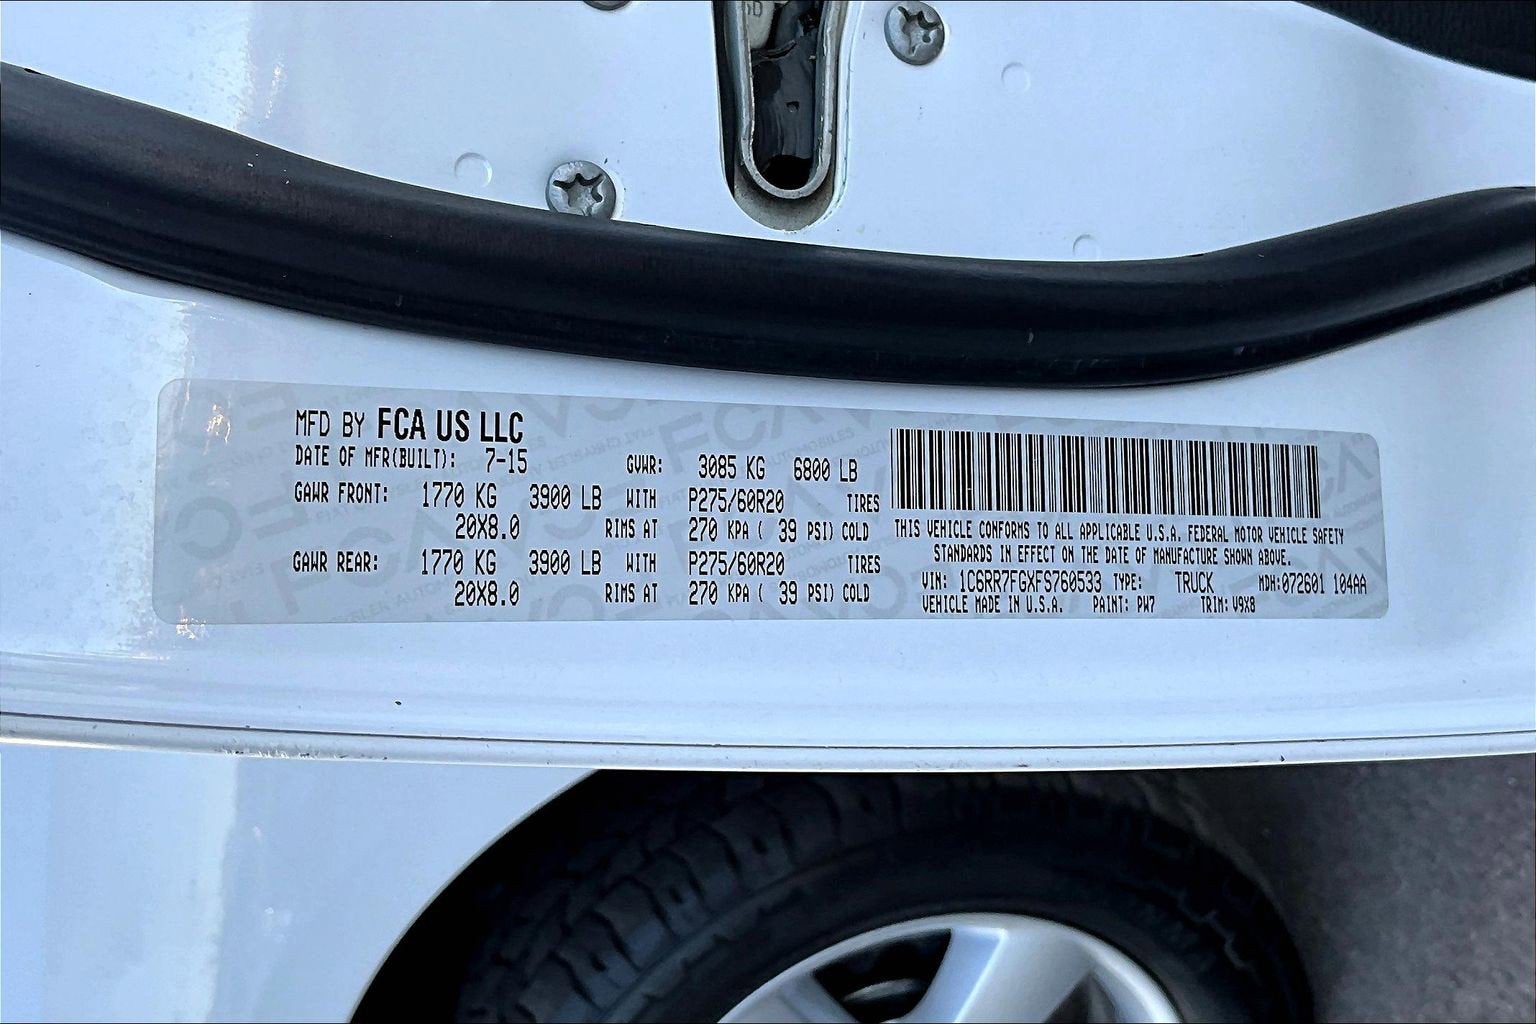 MFD BY FCA US LLC
DATE OF MFR(BUILT): 7-15 GVWR: 3085 KG 6800 LB
GAWR FRONT: 1770 KG 3900 LB WITH P275/60R20 TIRES
20X8.0 RIMS AT 270 KPA ( 39 PSI) COLD
GAWR REAR: 1770 KG 3900 LB WITH P275/60R20 TIRES
20X8.0 RIMS AT 270 KPA ( 39 PSI) COLD
THIS VEHICLE CONFORMS TO ALL APPLICABLE U.S.A. FEDERAL MOTOR VEHICLE SAFETY
STANDARDS IN EFFECT ON THE DATE OF MANUFACTURE SHOWN ABOVE.
VIN: 1C6RR7FGXFS760533 TYPE: TRUCK MDH:072601 104AA
VEHICLE MADE IN U.S.A. PAINT: PW7 TRIM: V9X8